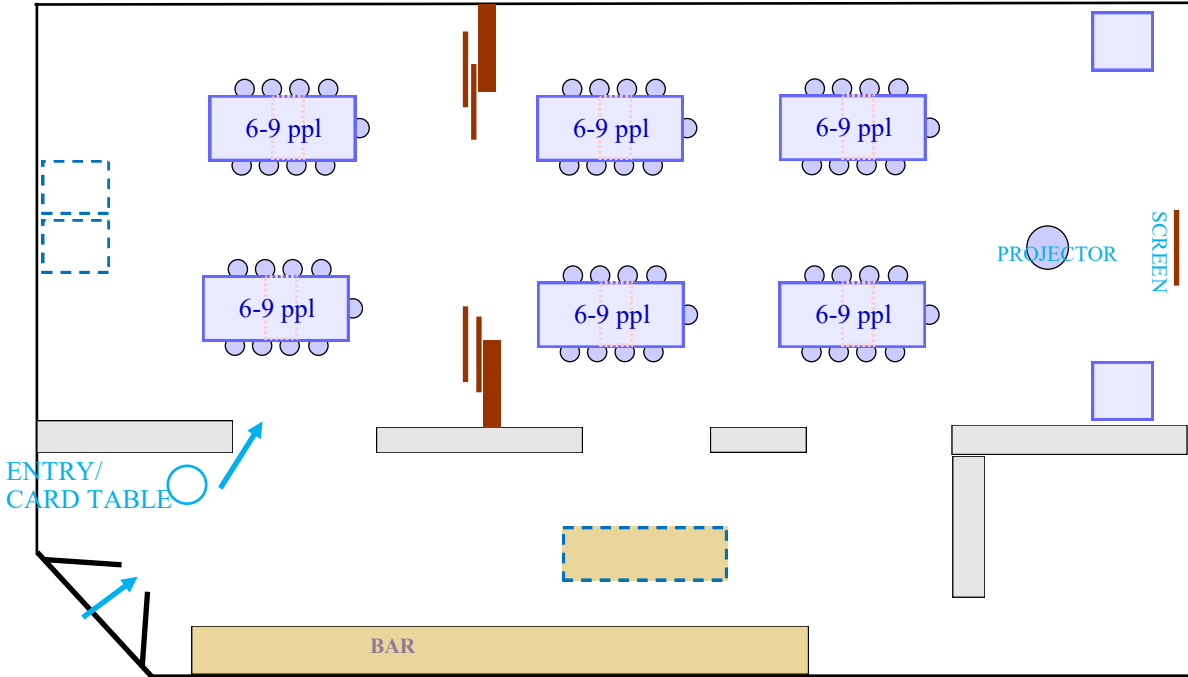 6-9 ppl
6-9 ppl
6-9 ppl
6-9 ppl
6-9 ppl
6-9 ppl
PROJECTOR
SCREEN
ENTRY/
CARD TABLE
BAR